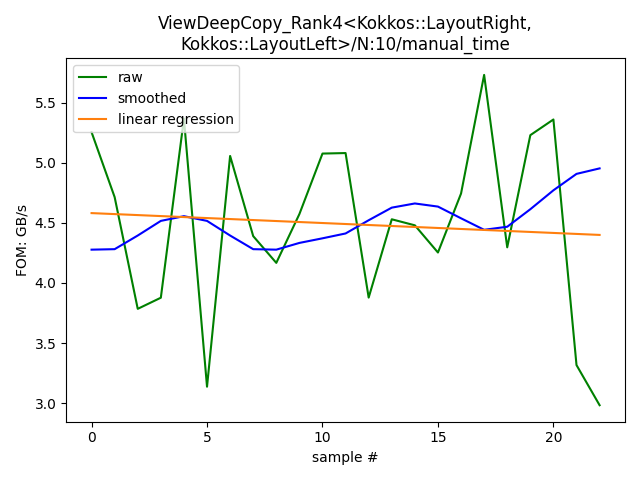 ViewDeepCopy_Rank4<Kokkos::LayoutRight,
Kokkos::LayoutLeft>/N:10/manual_time
raw
smoothed
linear regression
FOM: GB/s
5.5
5.0
4.5
4.0
3.5
3.0
0
5
10
15
20
sample #